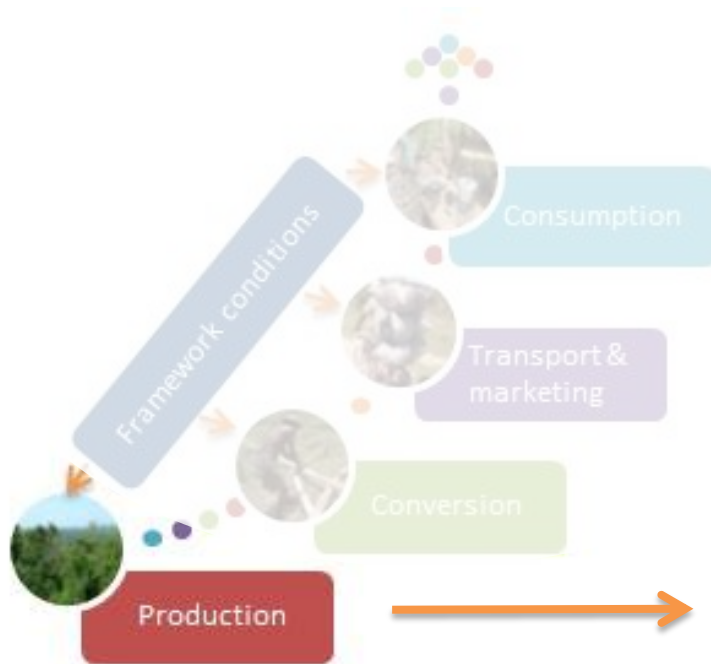 Consumption
Framework conditions
Transport &
marketing
Conversion
Production